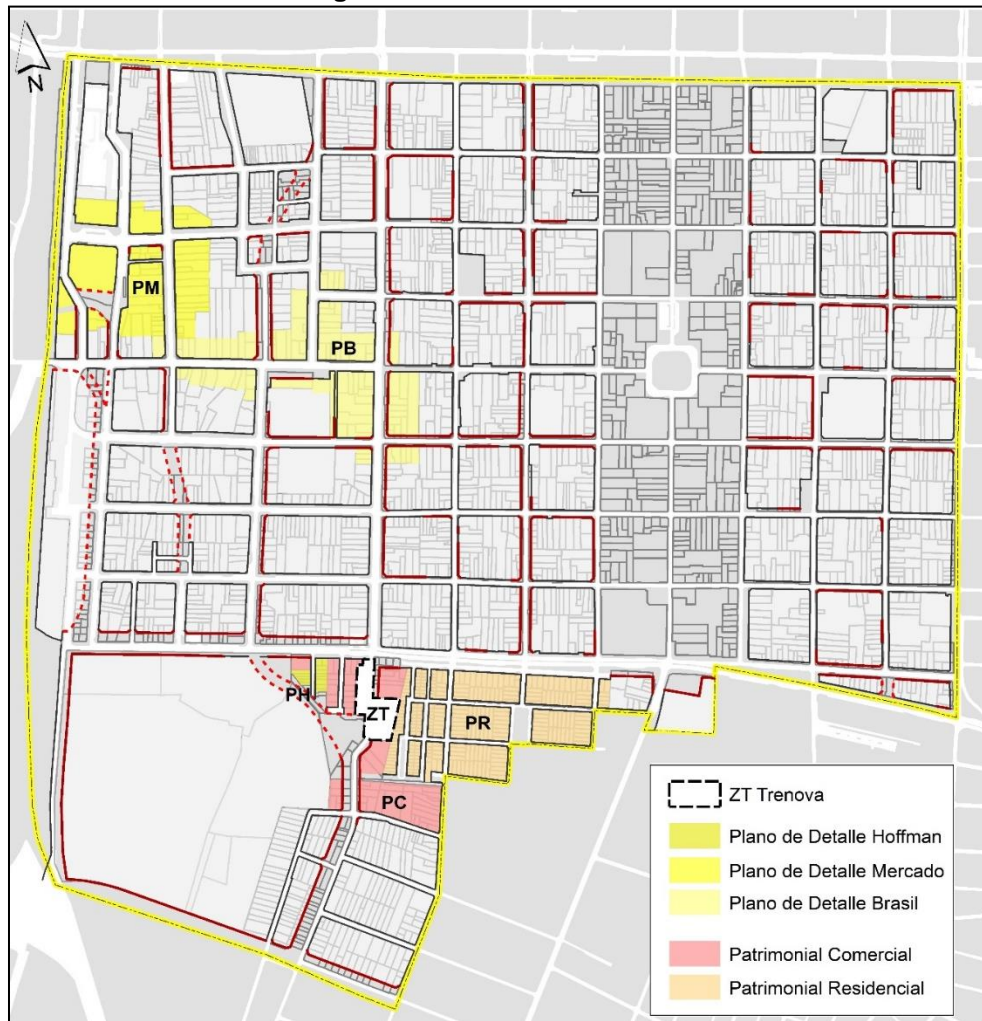 N
PM
PB
PH
ZT
PR
PC
ZT Trenova
Plano de Detalle Hoffman
Plano de Detalle Mercado
Plano de Detalle Brasil
Patrimonial Comercial
Patrimonial Residencial